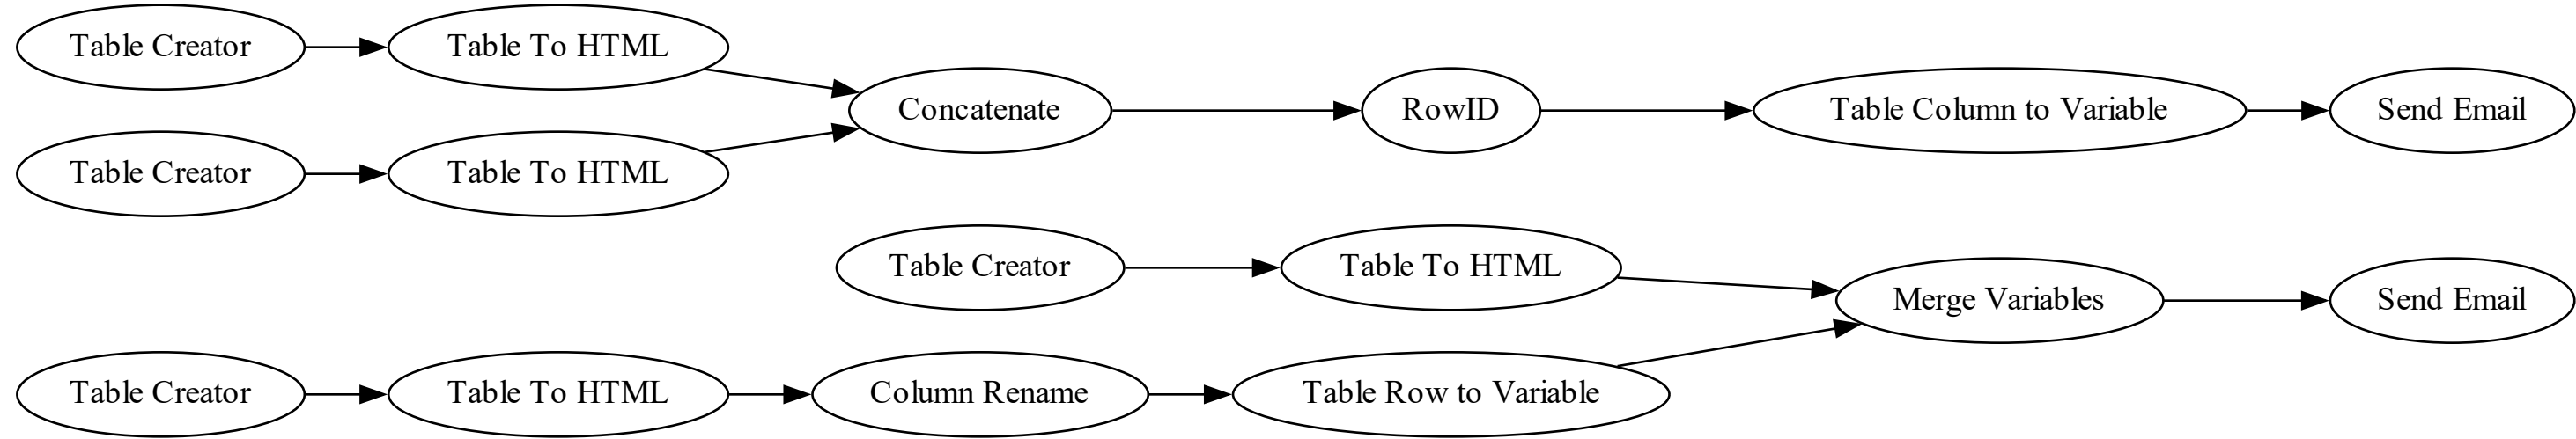 Table Creator
Table To HTML
Concatenate
RowID
Table Column to Variable
Send Email
Table Creator
Table To HTML
Table Creator
Table To HTML
Merge Variables
Send Email
Table Creator
Table To HTML
Column Rename
Table Row to Variable